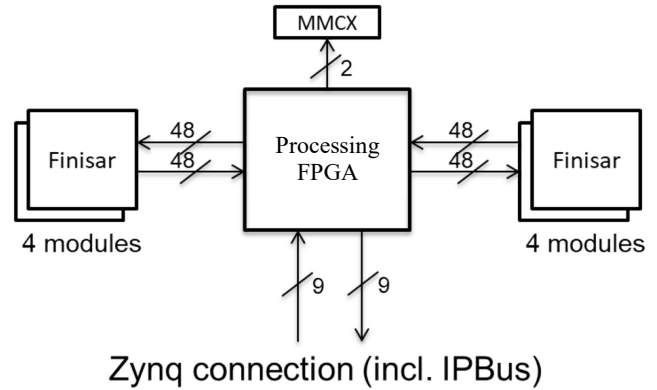 MMCX
2
48
48
Finisar
Processing
FPGA
48
48
Finisar
4 modules
4 modules
9
9
Zynq connection (incl. IPBus)